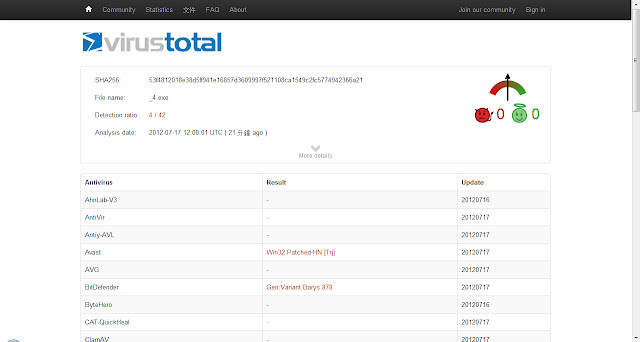 Community Statistics 文件 FAQ About Join our community Sign in
virustotal
SHA256 53f4812018e38d5ff941e16857d3609997f521108ca1549c2fc5774942366a21
File name: _4.exe
Detection ratio: 4 / 42
0 0
Analysis date: 2012-07-17 12:00:01 UTC ( 21 分鐘 ago )
More details
Antivirus Result Update
AhnLab-V3 - 20120716
AntiVir - 20120717
Antiy-AVL - 20120717
Avast Win32:Patched-HN [Trj] 20120717
AVG - 20120717
BitDefender Gen:Variant.Barys.878 20120717
ByteHero - 20120716
CAT-QuickHeal - 20120717
ClamAV - 20120717